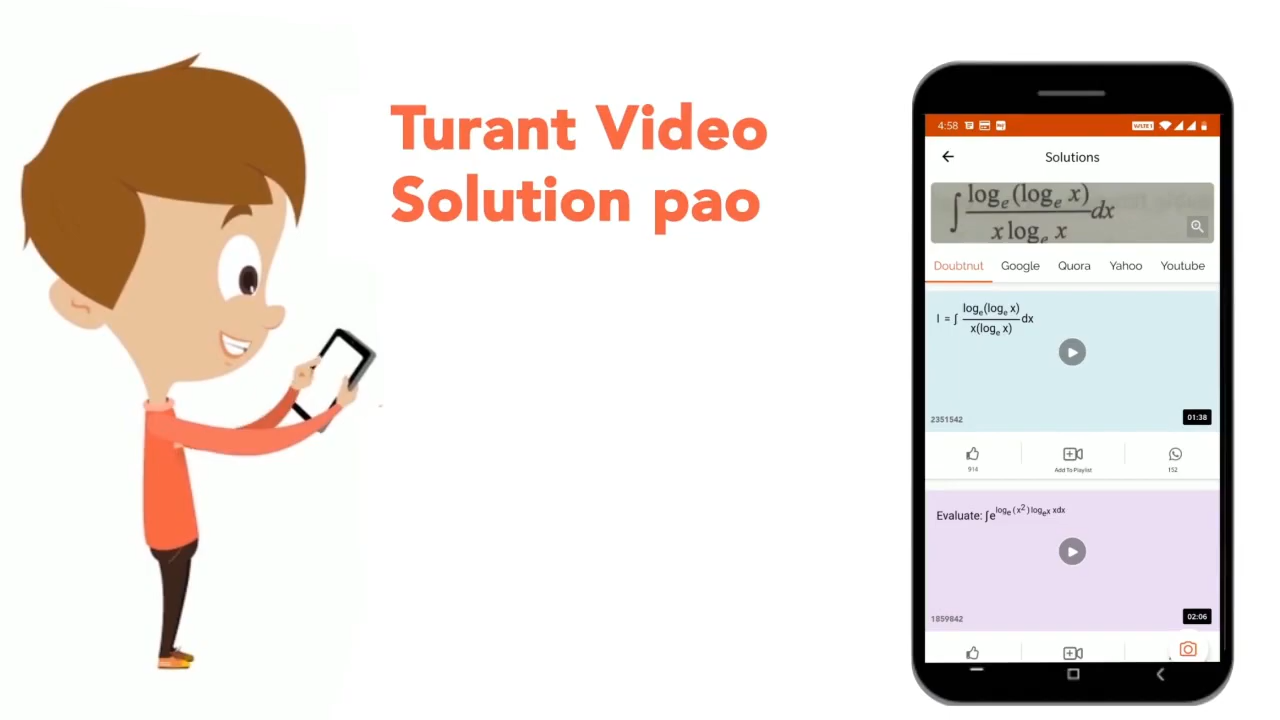 Turant Video
Solution pao
4:58
VoLTE1
Solutions
∫ logₑ(logₑ x) / x logₑ x dx
Doubtnut Google Quora Yahoo Youtube
I = ∫ logₑ(logₑ x) / x(logₑ x) dx
2351542 01:38
914 Add To Playlist 152
Evaluate: ∫e^logₑ(x²)logₑx xdx
1859842 02:06